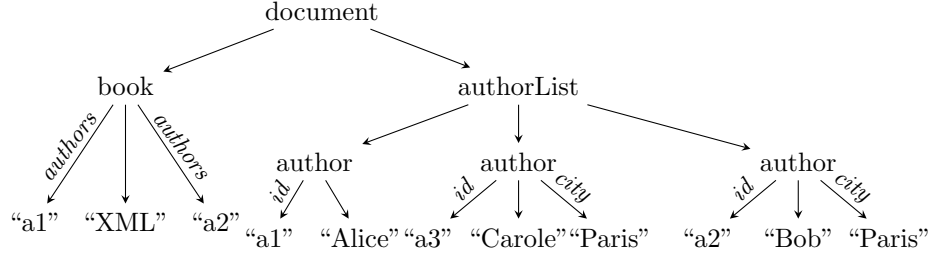 document
book authorList
authors authors
author author author
id id city id city
“a1” “XML” “a2”
“a1” “Alice” “a3” “Carole” “Paris” “a2” “Bob” “Paris”